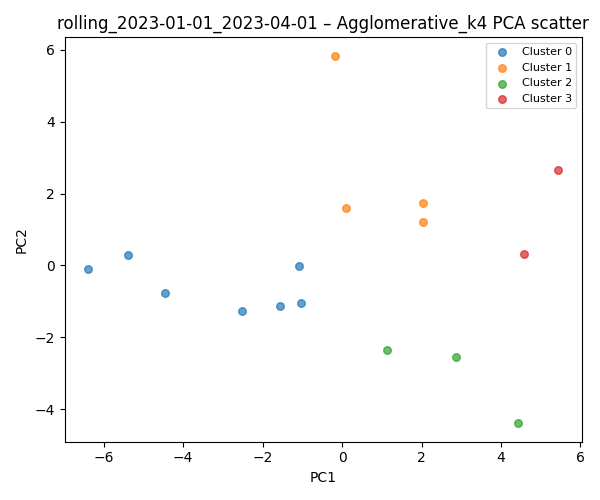 rolling_2023-01-01_2023-04-01 – Agglomerative_k4 PCA scatter
Cluster 0
Cluster 1
Cluster 2
Cluster 3
6
4
2
0
−2
−4
PC2
−6
−4
−2
0
2
4
6
PC1